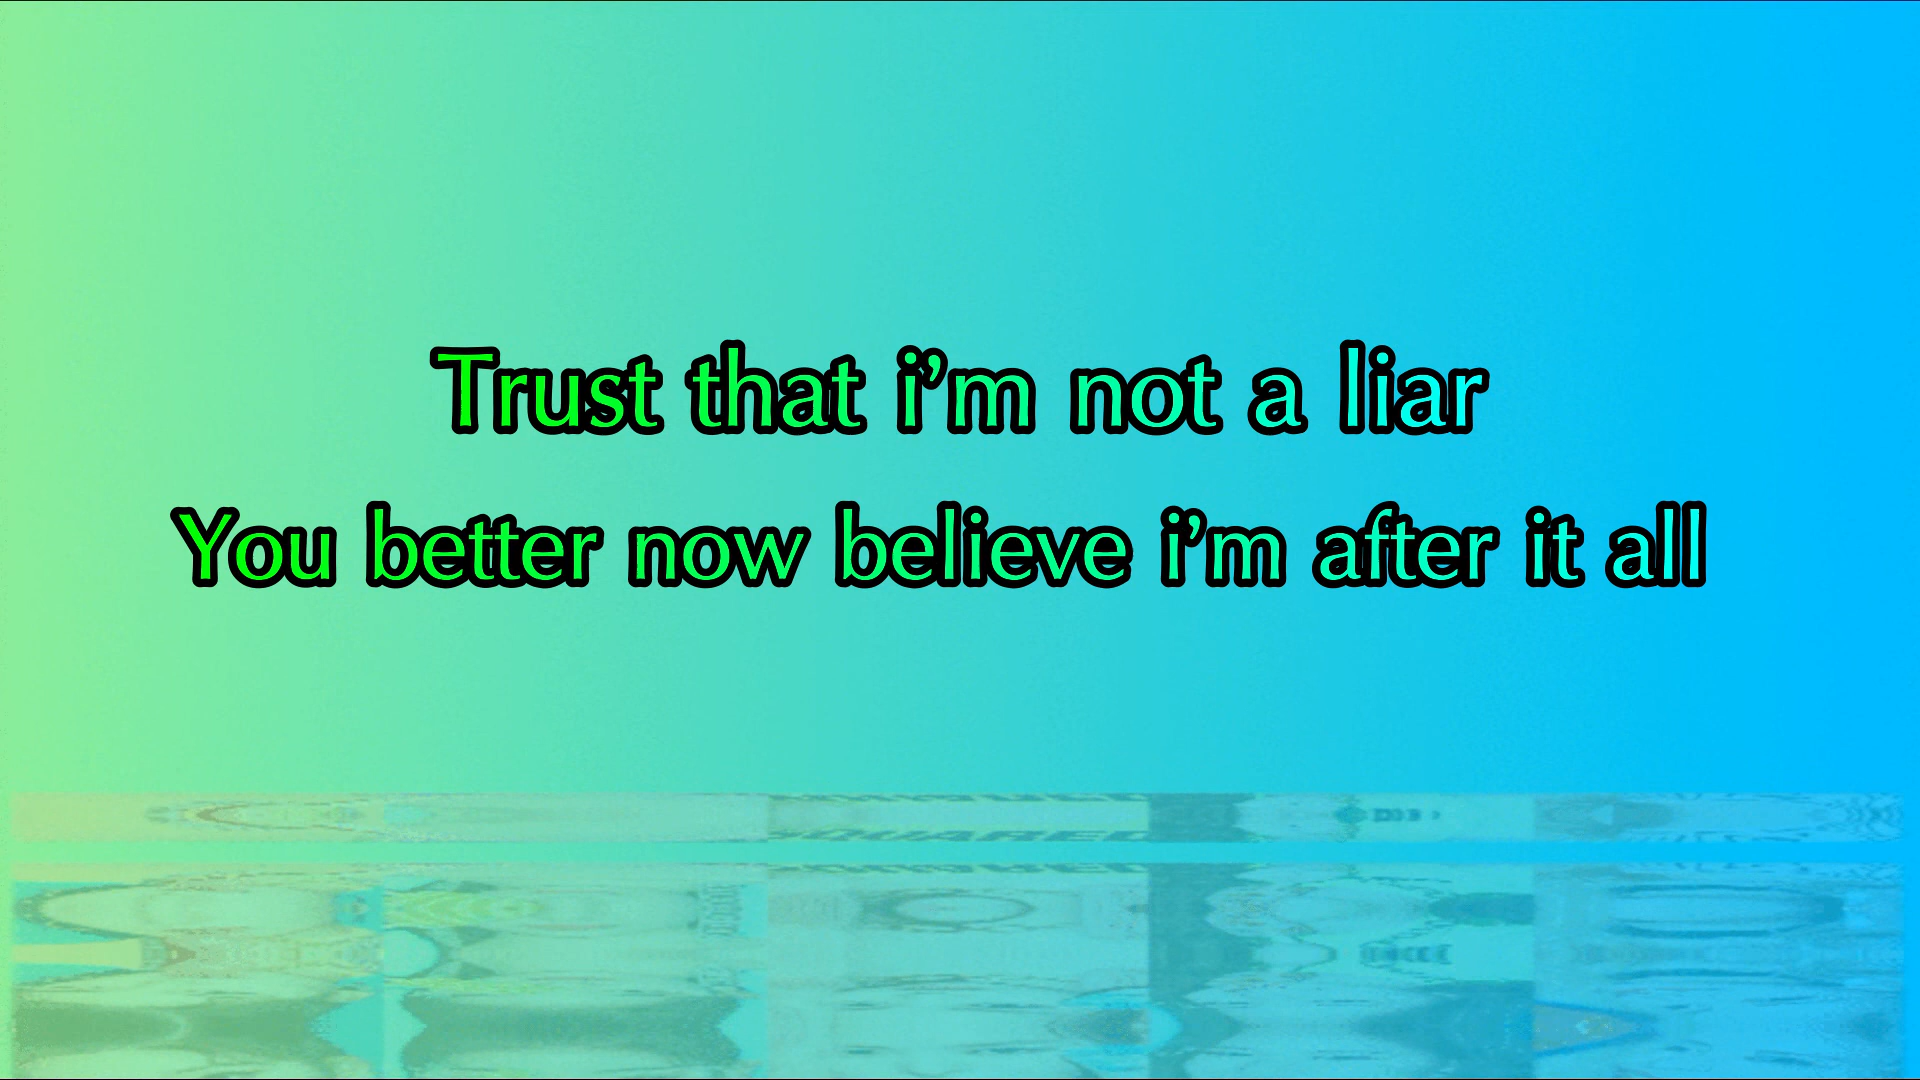 Trust that i’m not a liar
You better now believe i’m after it all